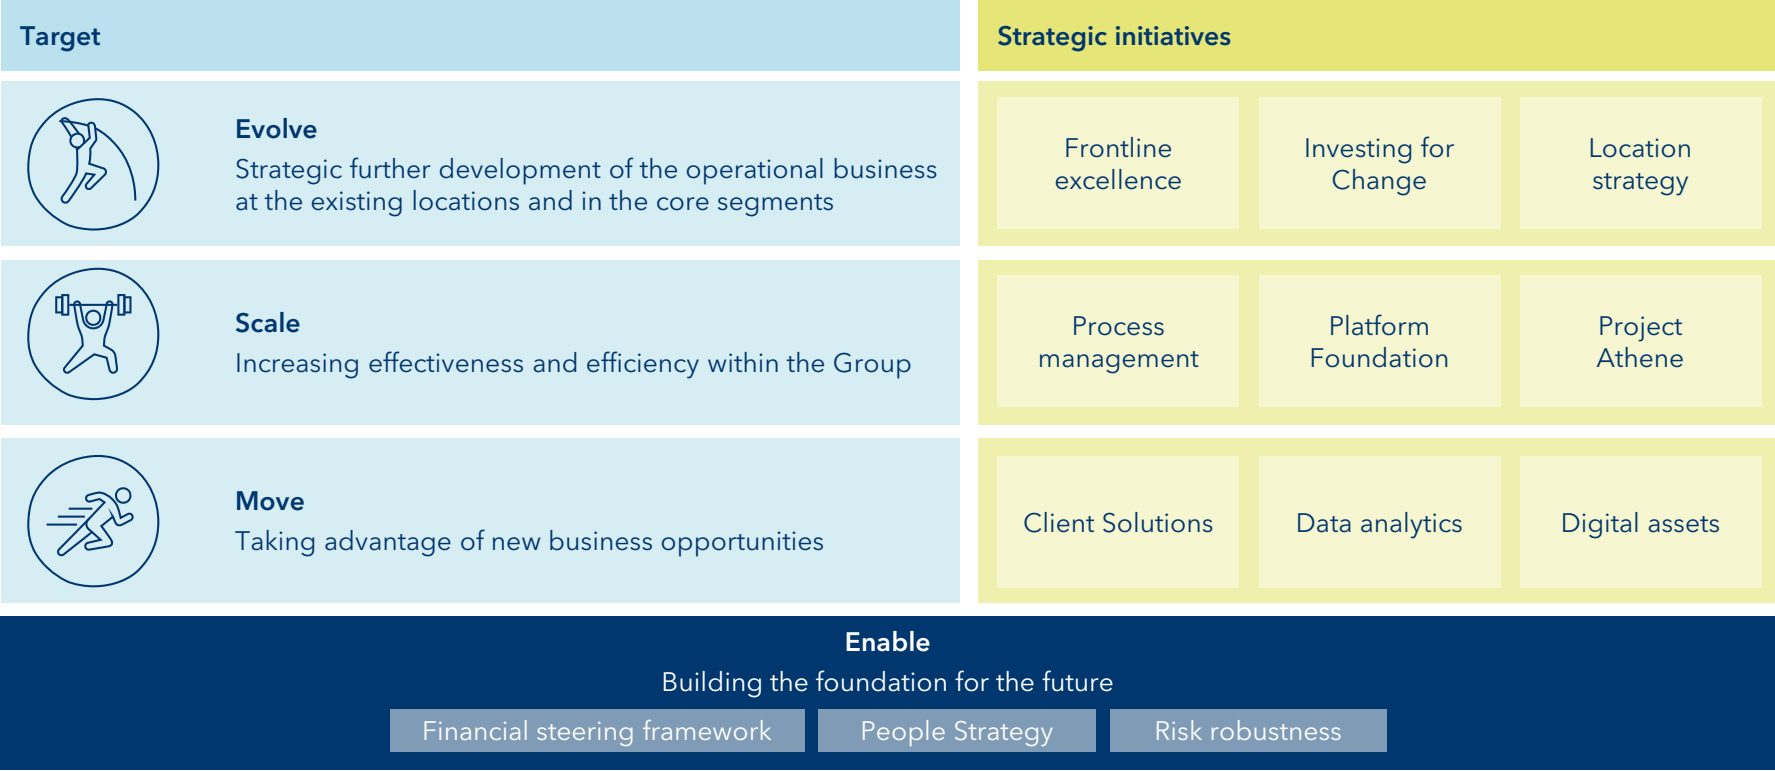 Target
Strategic initiatives
Evolve
Strategic further development of the operational business
at the existing locations and in the core segments
Frontline
excellence
Investing for
Change
Location
strategy
Scale
Increasing effectiveness and efficiency within the Group
Process
management
Platform
Foundation
Project
Athene
Move
Taking advantage of new business opportunities
Client Solutions
Data analytics
Digital assets
Enable
Building the foundation for the future
Financial steering framework
People Strategy
Risk robustness